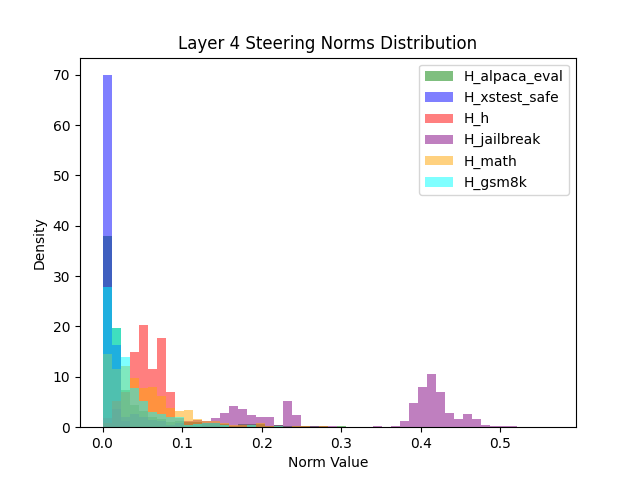 Layer 4 Steering Norms Distribution
H_alpaca_eval
H_xstest_safe
H_h
H_jailbreak
H_math
H_gsm8k
70
60
50
40
30
20
10
0
Density
0.0 0.1 0.2 0.3 0.4 0.5
Norm Value